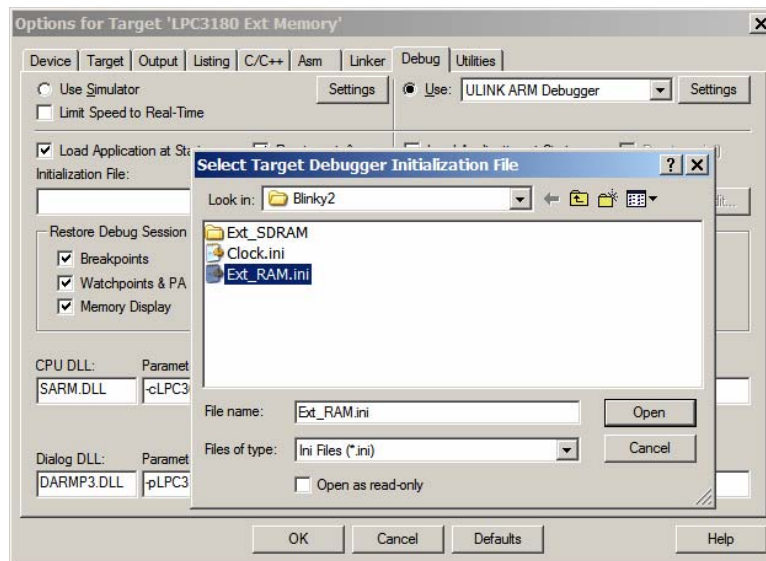 Options for Target 'LPC3180 Ext Memory'
Device Target Output Listing C/C++ Asm Linker Debug Utilities
Use Simulator Settings Use: ULINK ARM Debugger Settings
Limit Speed to Real-Time
Load Application at
Initialization File:
Select Target Debugger Initialization File
Look in: Blinky2
Ext_SDRAM
Clock.ini
Ext_RAM.ini
Restore Debug Session
Breakpoints
Watchpoints & PA
Memory Display
CPU DLL: Paramet
SARM.DLL -cLPC3
File name: Ext_RAM.ini Open
Files of type: Ini Files (*.ini) Cancel
Open as read-only
Dialog DLL: Paramet
DARMP3.DLL -pLPC3
OK Cancel Defaults Help